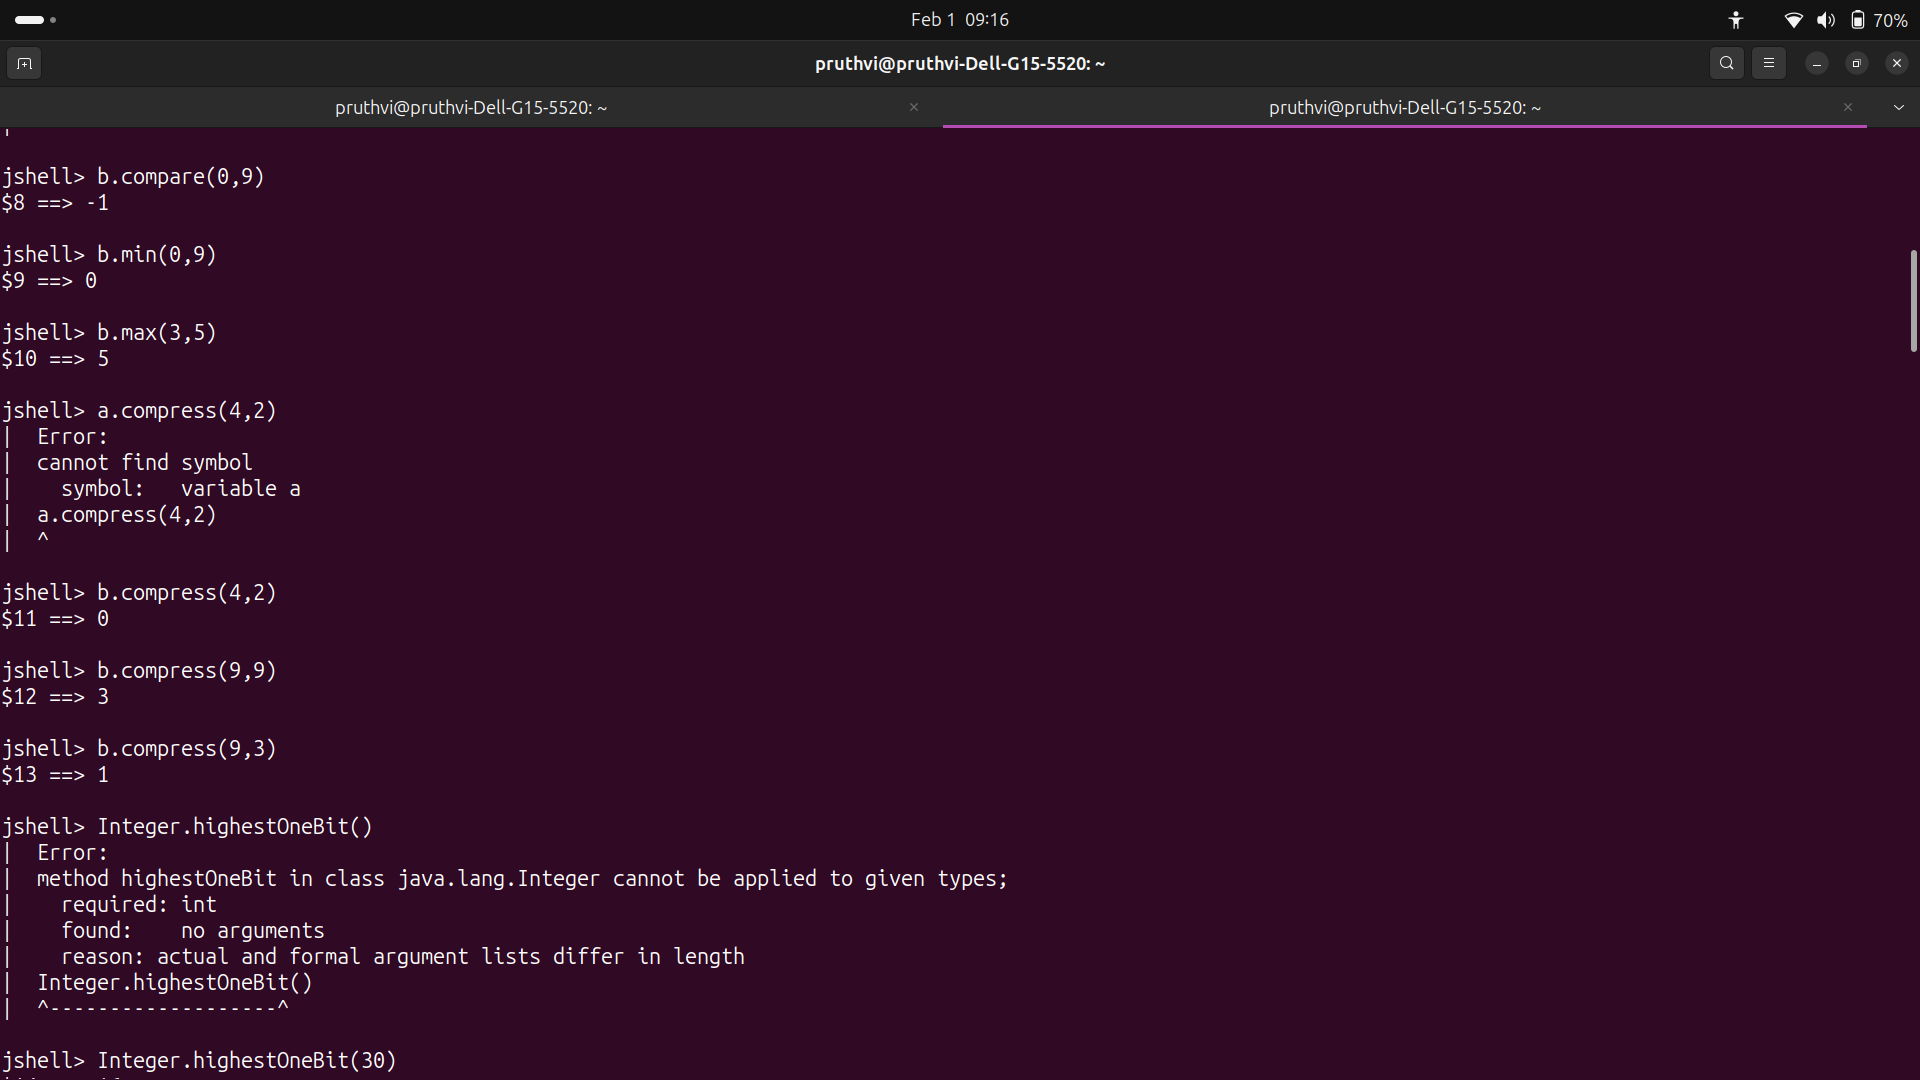 Feb 1 09:16
70%
pruthvi@pruthvi-Dell-G15-5520: ~
pruthvi@pruthvi-Dell-G15-5520: ~
pruthvi@pruthvi-Dell-G15-5520: ~
|
jshell> b.compare(0,9)
$8 ==> -1
jshell> b.min(0,9)
$9 ==> 0
jshell> b.max(3,5)
$10 ==> 5
jshell> a.compress(4,2)
|  Error:
|  cannot find symbol
|    symbol:   variable a
|  a.compress(4,2)
|  ^
jshell> b.compress(4,2)
$11 ==> 0
jshell> b.compress(9,9)
$12 ==> 3
jshell> b.compress(9,3)
$13 ==> 1
jshell> Integer.highestOneBit()
|  Error:
|  method highestOneBit in class java.lang.Integer cannot be applied to given types;
|    required: int
|    found:    no arguments
|    reason: actual and formal argument lists differ in length
|  Integer.highestOneBit()
|  ^-------------------^
jshell> Integer.highestOneBit(30)